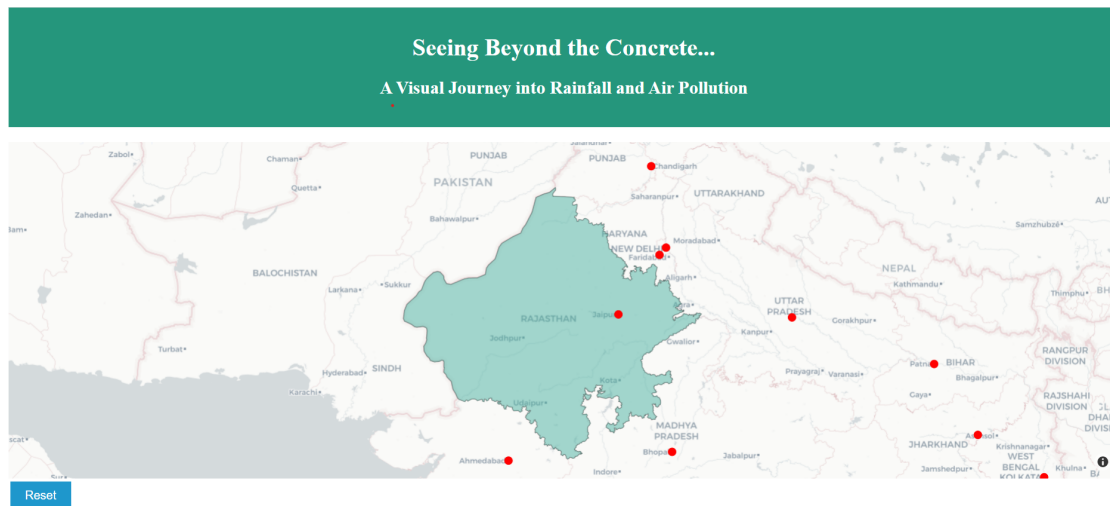 Seeing Beyond the Concrete...
A Visual Journey into Rainfall and Air Pollution
Zabol
Chaman
PUNJAB
PUNJAB
Chandigarh
PAKISTAN
Quetta
Saharanpur
UTTARAKHAND
Zahedan
Bahawalpur
Samzhubzê
HARYANA
NEW DELHI
Moradabad
Faridabad
BALOCHISTAN
Sukkur
Aligarh
NEPAL
Kathmandu
Larkana
Thimphu
UTTAR
PRADESH
RAJASTHAN
Jaipur
Gorakhpur
Jodhpur
Kanpur
Gwalior
Turbat
RANGPUR
DIVISION
Hyderabad
SINDH
Patna
BIHAR
Prayagraj
Varanasi
Kota
Bhagalpur
Karachi
Udaipur
Gaya
RAJSHAHI
DIVISION
MADHYA
PRADESH
JHARKHAND
Krishnanagar
Bhopal
Jabalpur
WEST
BENGAL
Ahmedabad
Indore
Jamshedpur
Khulna
KOLKATA
Reset